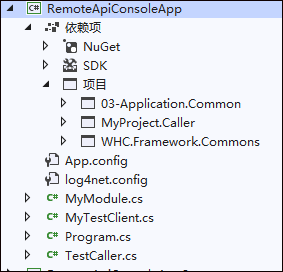 C# RemoteApiConsoleApp
依赖项
NuGet
SDK
项目
03-Application.Common
MyProject.Caller
WHC.Framework.Commons
App.config
log4net.config
C# MyModule.cs
C# MyTestClient.cs
C# Program.cs
C# TestCaller.cs